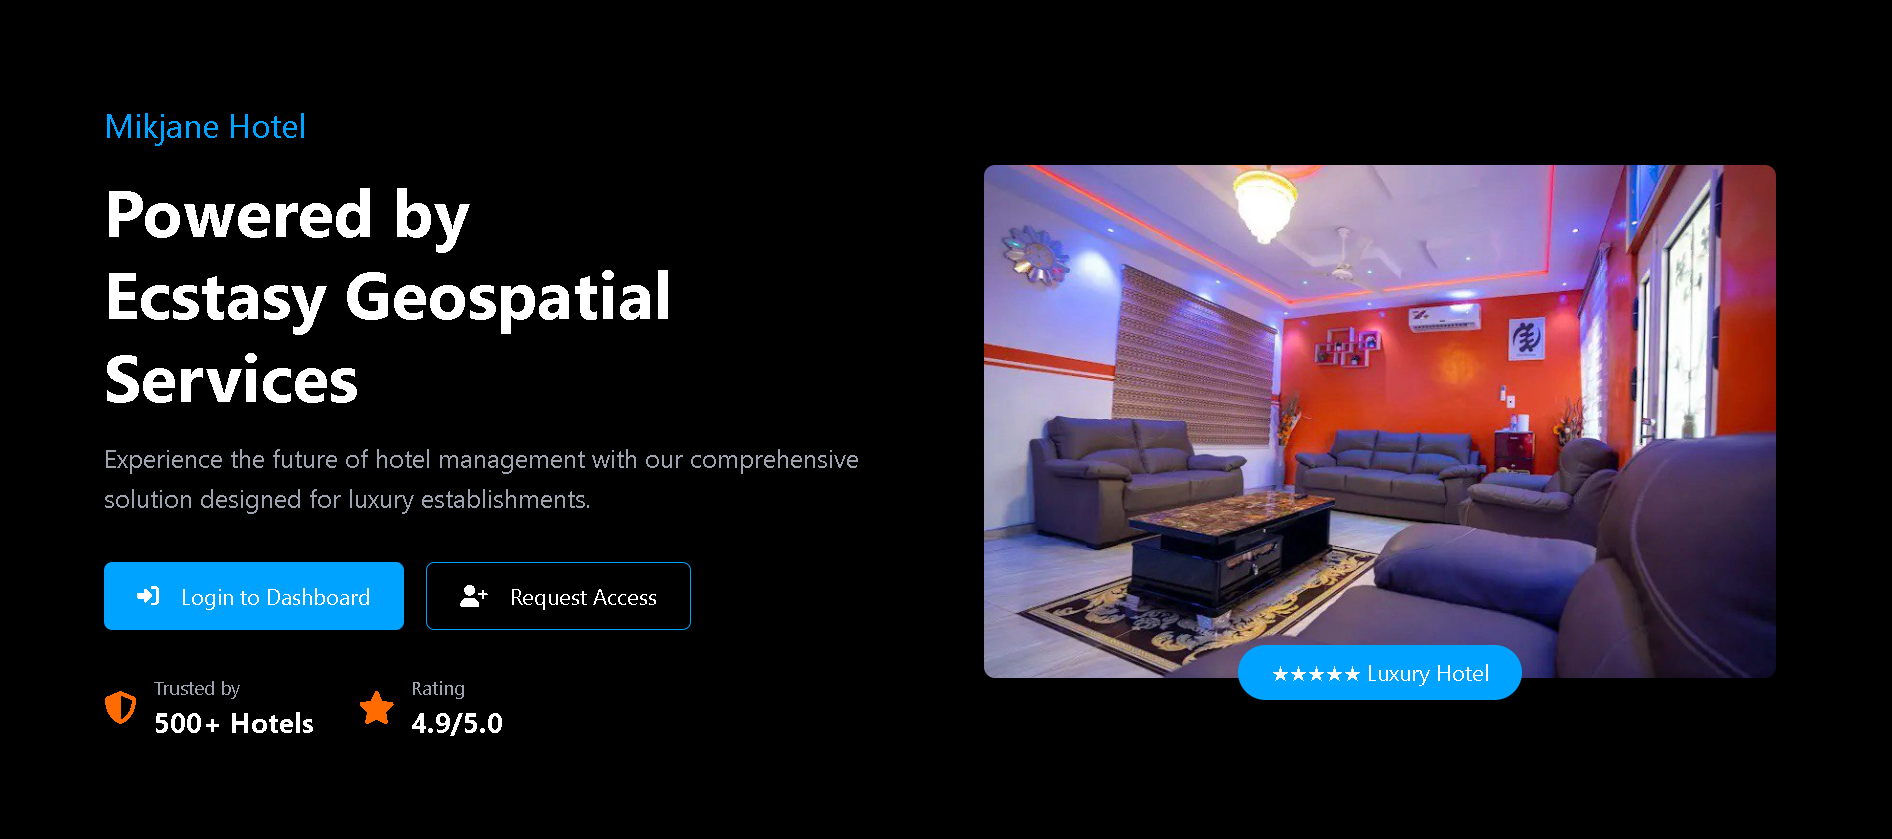 Mikjane Hotel
Powered by
Ecstasy Geospatial
Services
Experience the future of hotel management with our comprehensive
solution designed for luxury establishments.
Login to Dashboard
Request Access
Trusted by
500+ Hotels
Rating
4.9/5.0
★★★★★ Luxury Hotel